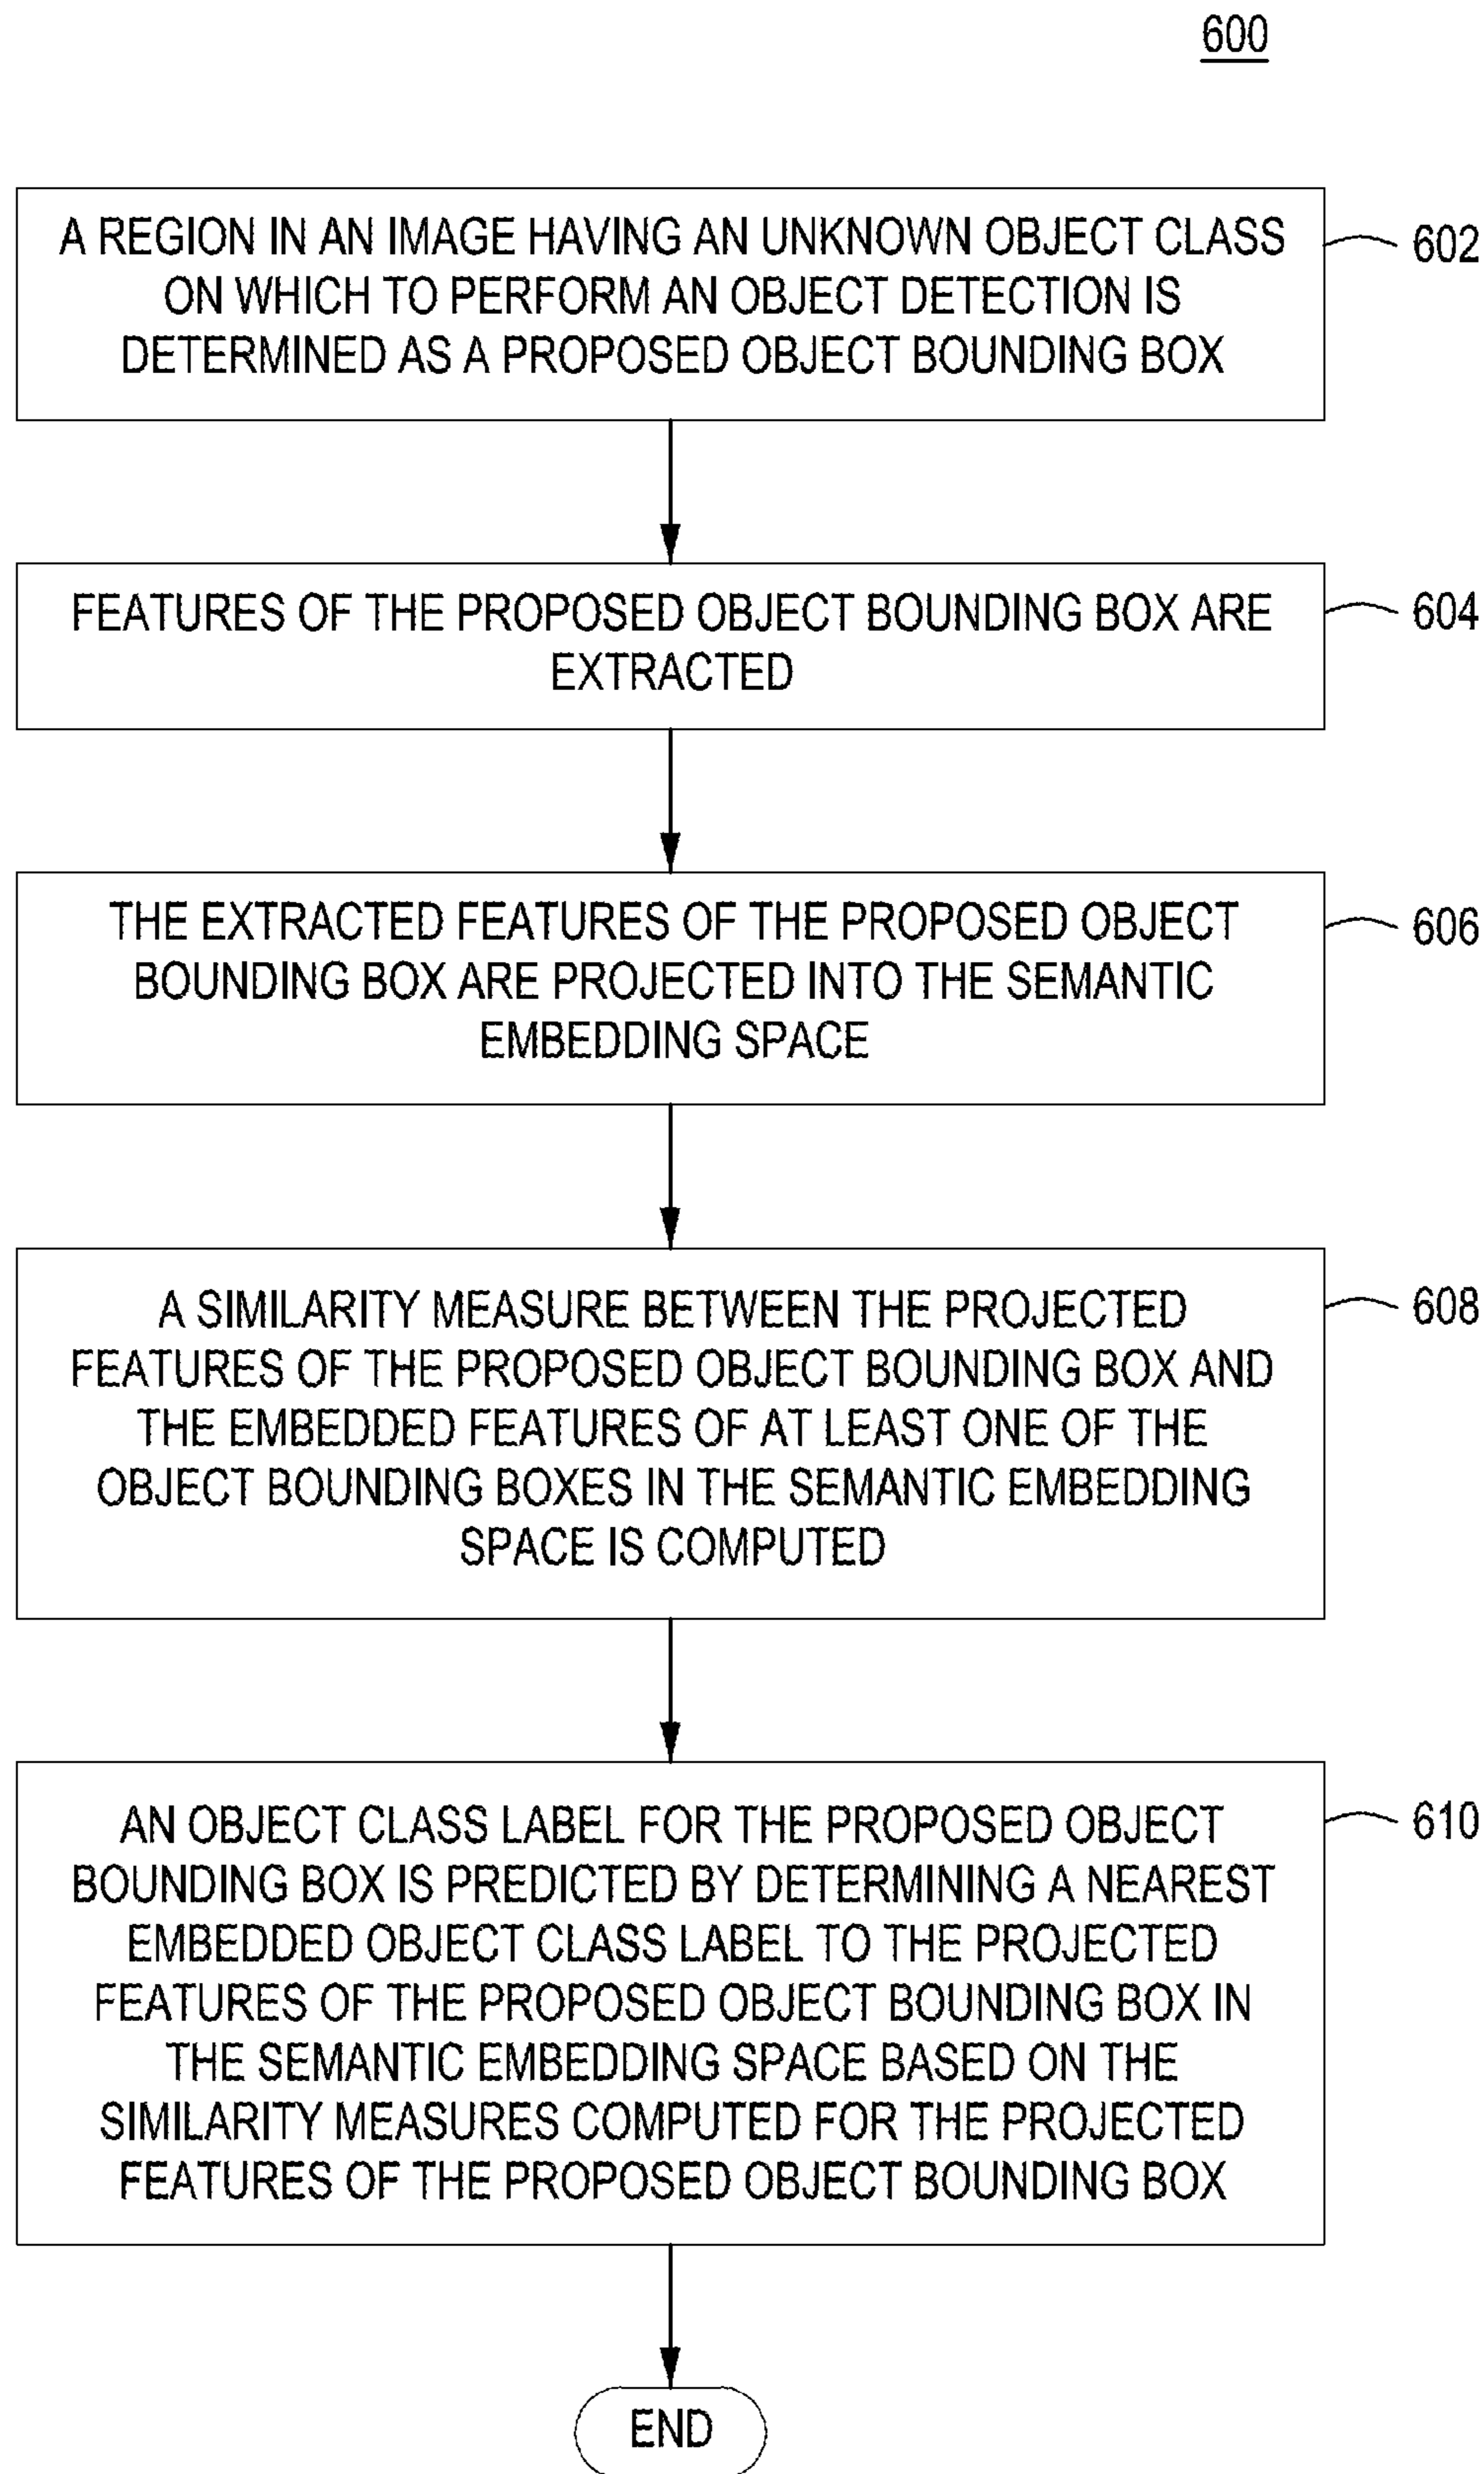 600
A REGION IN AN IMAGE HAVING AN UNKNOWN OBJECT CLASS
ON WHICH TO PERFORM AN OBJECT DETECTION IS
DETERMINED AS A PROPOSED OBJECT BOUNDING BOX
602
FEATURES OF THE PROPOSED OBJECT BOUNDING BOX ARE
EXTRACTED
604
THE EXTRACTED FEATURES OF THE PROPOSED OBJECT
BOUNDING BOX ARE PROJECTED INTO THE SEMANTIC
EMBEDDING SPACE
606
A SIMILARITY MEASURE BETWEEN THE PROJECTED
FEATURES OF THE PROPOSED OBJECT BOUNDING BOX AND
THE EMBEDDED FEATURES OF AT LEAST ONE OF THE
OBJECT BOUNDING BOXES IN THE SEMANTIC EMBEDDING
SPACE IS COMPUTED
608
AN OBJECT CLASS LABEL FOR THE PROPOSED OBJECT
BOUNDING BOX IS PREDICTED BY DETERMINING A NEAREST
EMBEDDED OBJECT CLASS LABEL TO THE PROJECTED
FEATURES OF THE PROPOSED OBJECT BOUNDING BOX IN
THE SEMANTIC EMBEDDING SPACE BASED ON THE
SIMILARITY MEASURES COMPUTED FOR THE PROJECTED
FEATURES OF THE PROPOSED OBJECT BOUNDING BOX
610
END